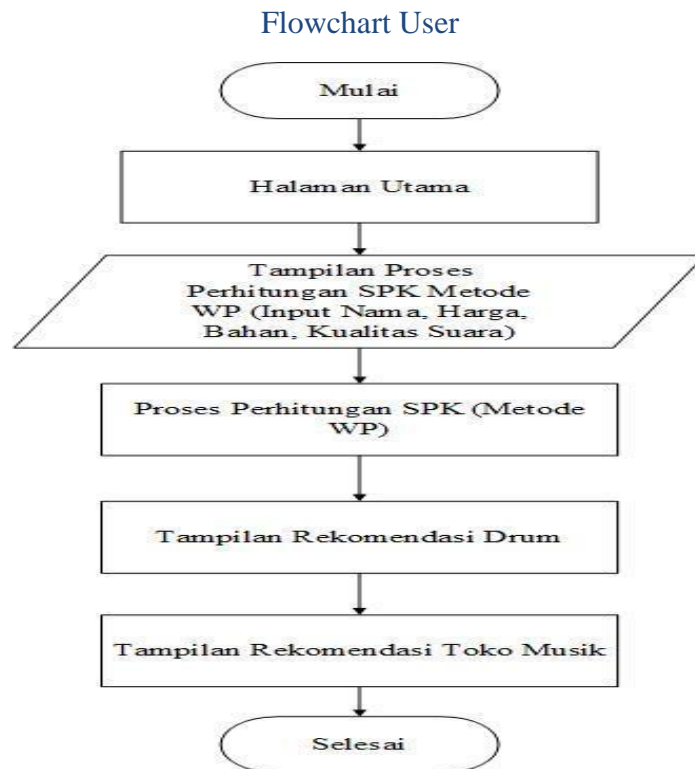 Flowchart User
Mulai
Halaman Utama
Tampilan Proses
Perhitungan SPK Metode
WP (Input Nama, Harga,
Bahan, Kualitas Suara)
Proses Perhitungan SPK (Metode
WP)
Tampilan Rekomendasi Drum
Tampilan Rekomendasi Toko Musik
Selesai